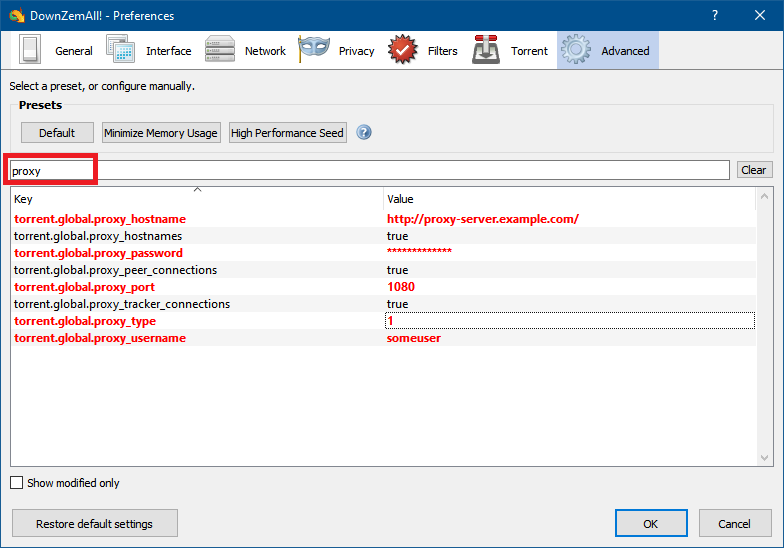 DownZemAll! - Preferences
General Interface Network Privacy Filters Torrent Advanced
Select a preset, or configure manually.
Presets
Default Minimize Memory Usage High Performance Seed
proxy Clear
Key Value
torrent.global.proxy_hostname http://proxy-server.example.com/
torrent.global.proxy_hostnames true
torrent.global.proxy_password *************
torrent.global.proxy_peer_connections true
torrent.global.proxy_port 1080
torrent.global.proxy_tracker_connections true
torrent.global.proxy_type 1
torrent.global.proxy_username someuser
Show modified only
Restore default settings OK Cancel